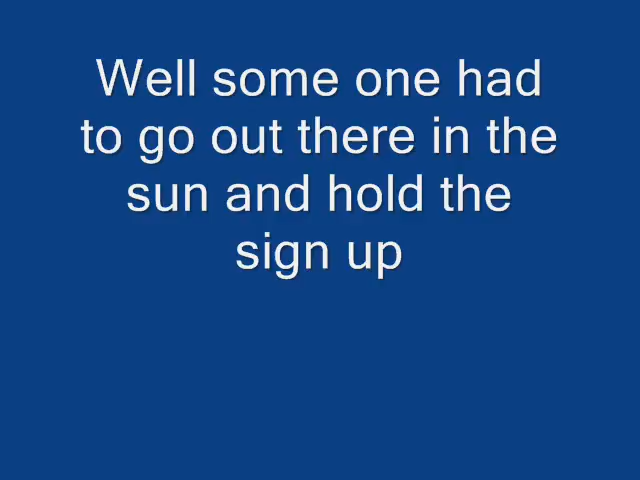 Well some one had
to go out there in the
sun and hold the
sign up